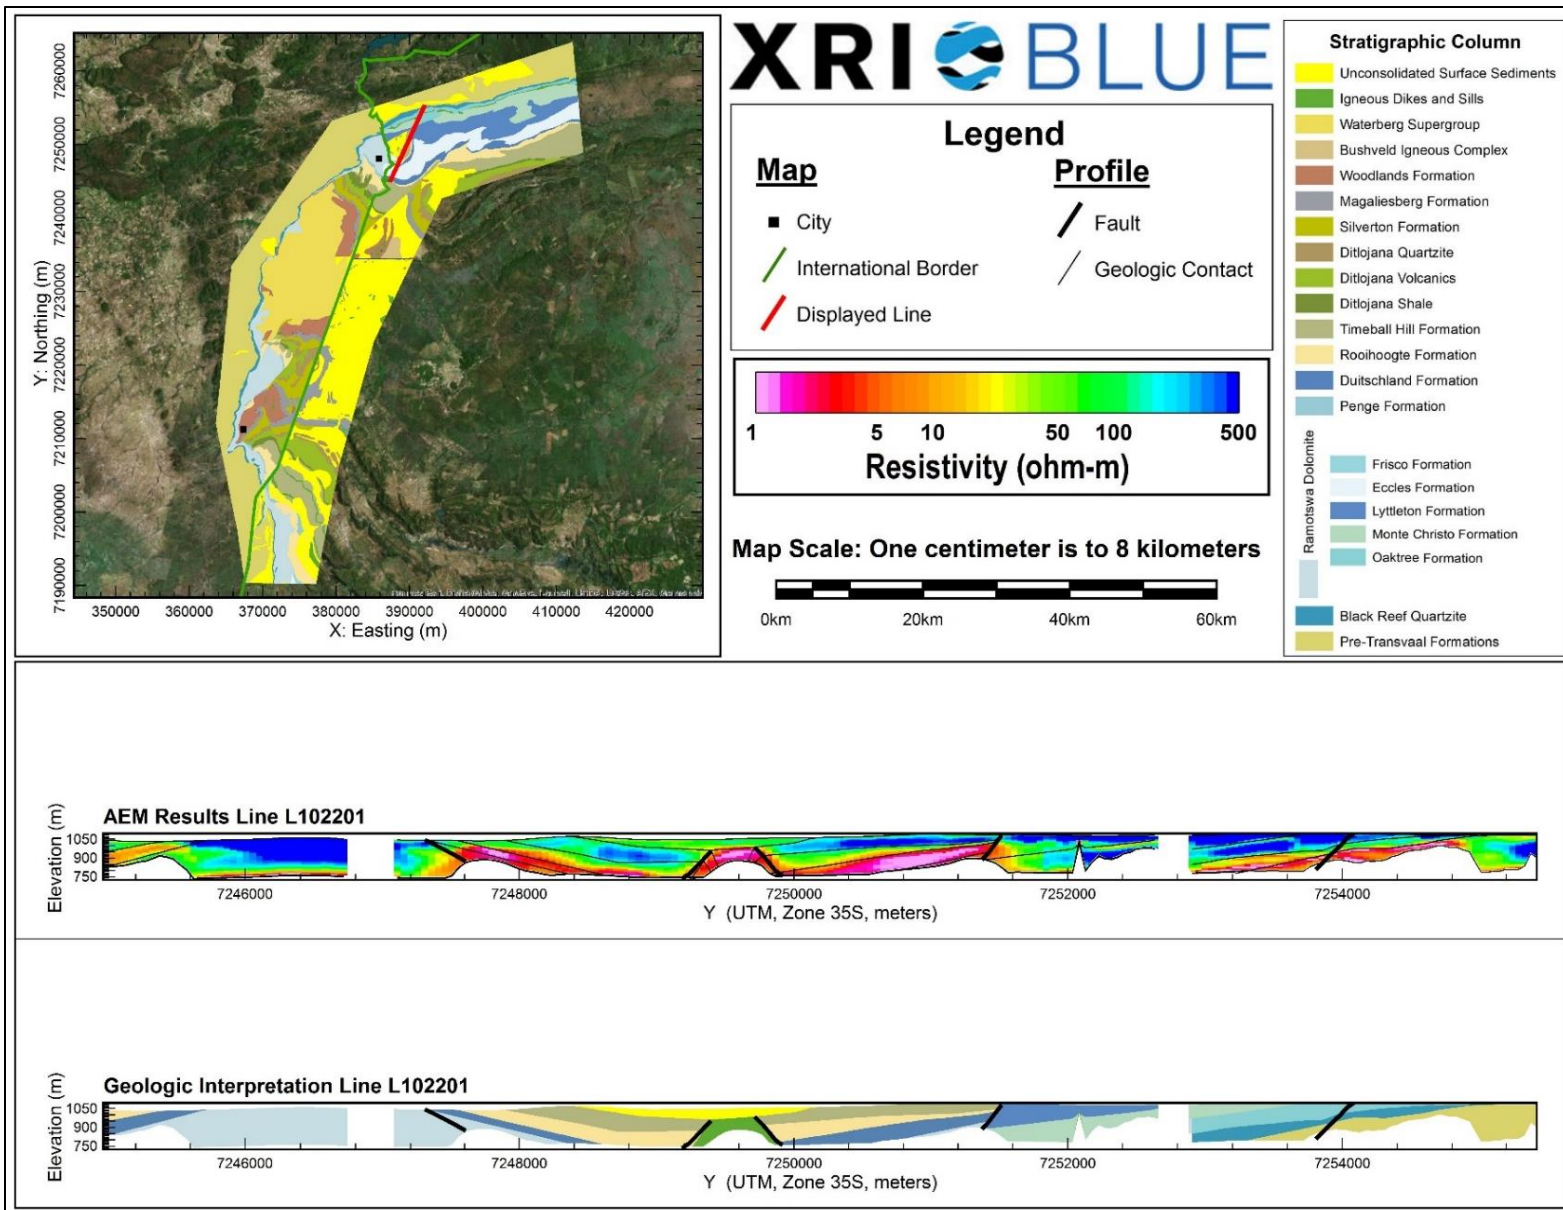 7260000
7250000
7240000
7230000
7220000
7210000
7200000
7190000
Y: Northing (m)
350000 360000 370000 380000 390000 400000 410000 420000
X: Easting (m)
XRI BLUE
Legend
Map
City
International Border
Displayed Line
Profile
Fault
Geologic Contact
1 5 10 50 100 500
Resistivity (ohm-m)
Map Scale: One centimeter is to 8 kilometers
0km 20km 40km 60km
Stratigraphic Column
Unconsolidated Surface Sediments
Igneous Dikes and Sills
Waterberg Supergroup
Bushveld Igneous Complex
Woodlands Formation
Magaliesberg Formation
Silverton Formation
Ditlojana Quartzite
Ditlojana Volcanics
Ditlojana Shale
Timeball Hill Formation
Rooihoogte Formation
Duitschland Formation
Penge Formation
Ramotswa Dolomite
Frisco Formation
Eccles Formation
Lyttleton Formation
Monte Christo Formation
Oaktree Formation
Black Reef Quartzite
Pre-Transvaal Formations
AEM Results Line L102201
Elevation (m)
1050
900
750
7246000 7248000 7250000 7252000 7254000
Y (UTM, Zone 35S, meters)
Geologic Interpretation Line L102201
Elevation (m)
1050
900
750
7246000 7248000 7250000 7252000 7254000
Y (UTM, Zone 35S, meters)